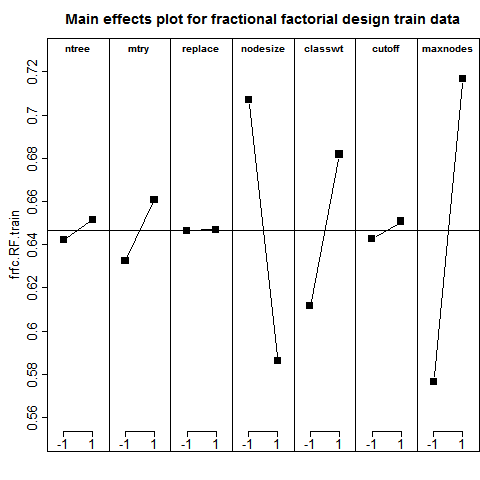 Main effects plot for fractional factorial design train data
ntree mtry replace nodesize classwt cutoff maxnodes
frfc.RF.train
0.72
0.7
0.68
0.66
0.64
0.62
0.6
0.58
0.56
-1 1 -1 1 -1 1 -1 1 -1 1 -1 1 -1 1